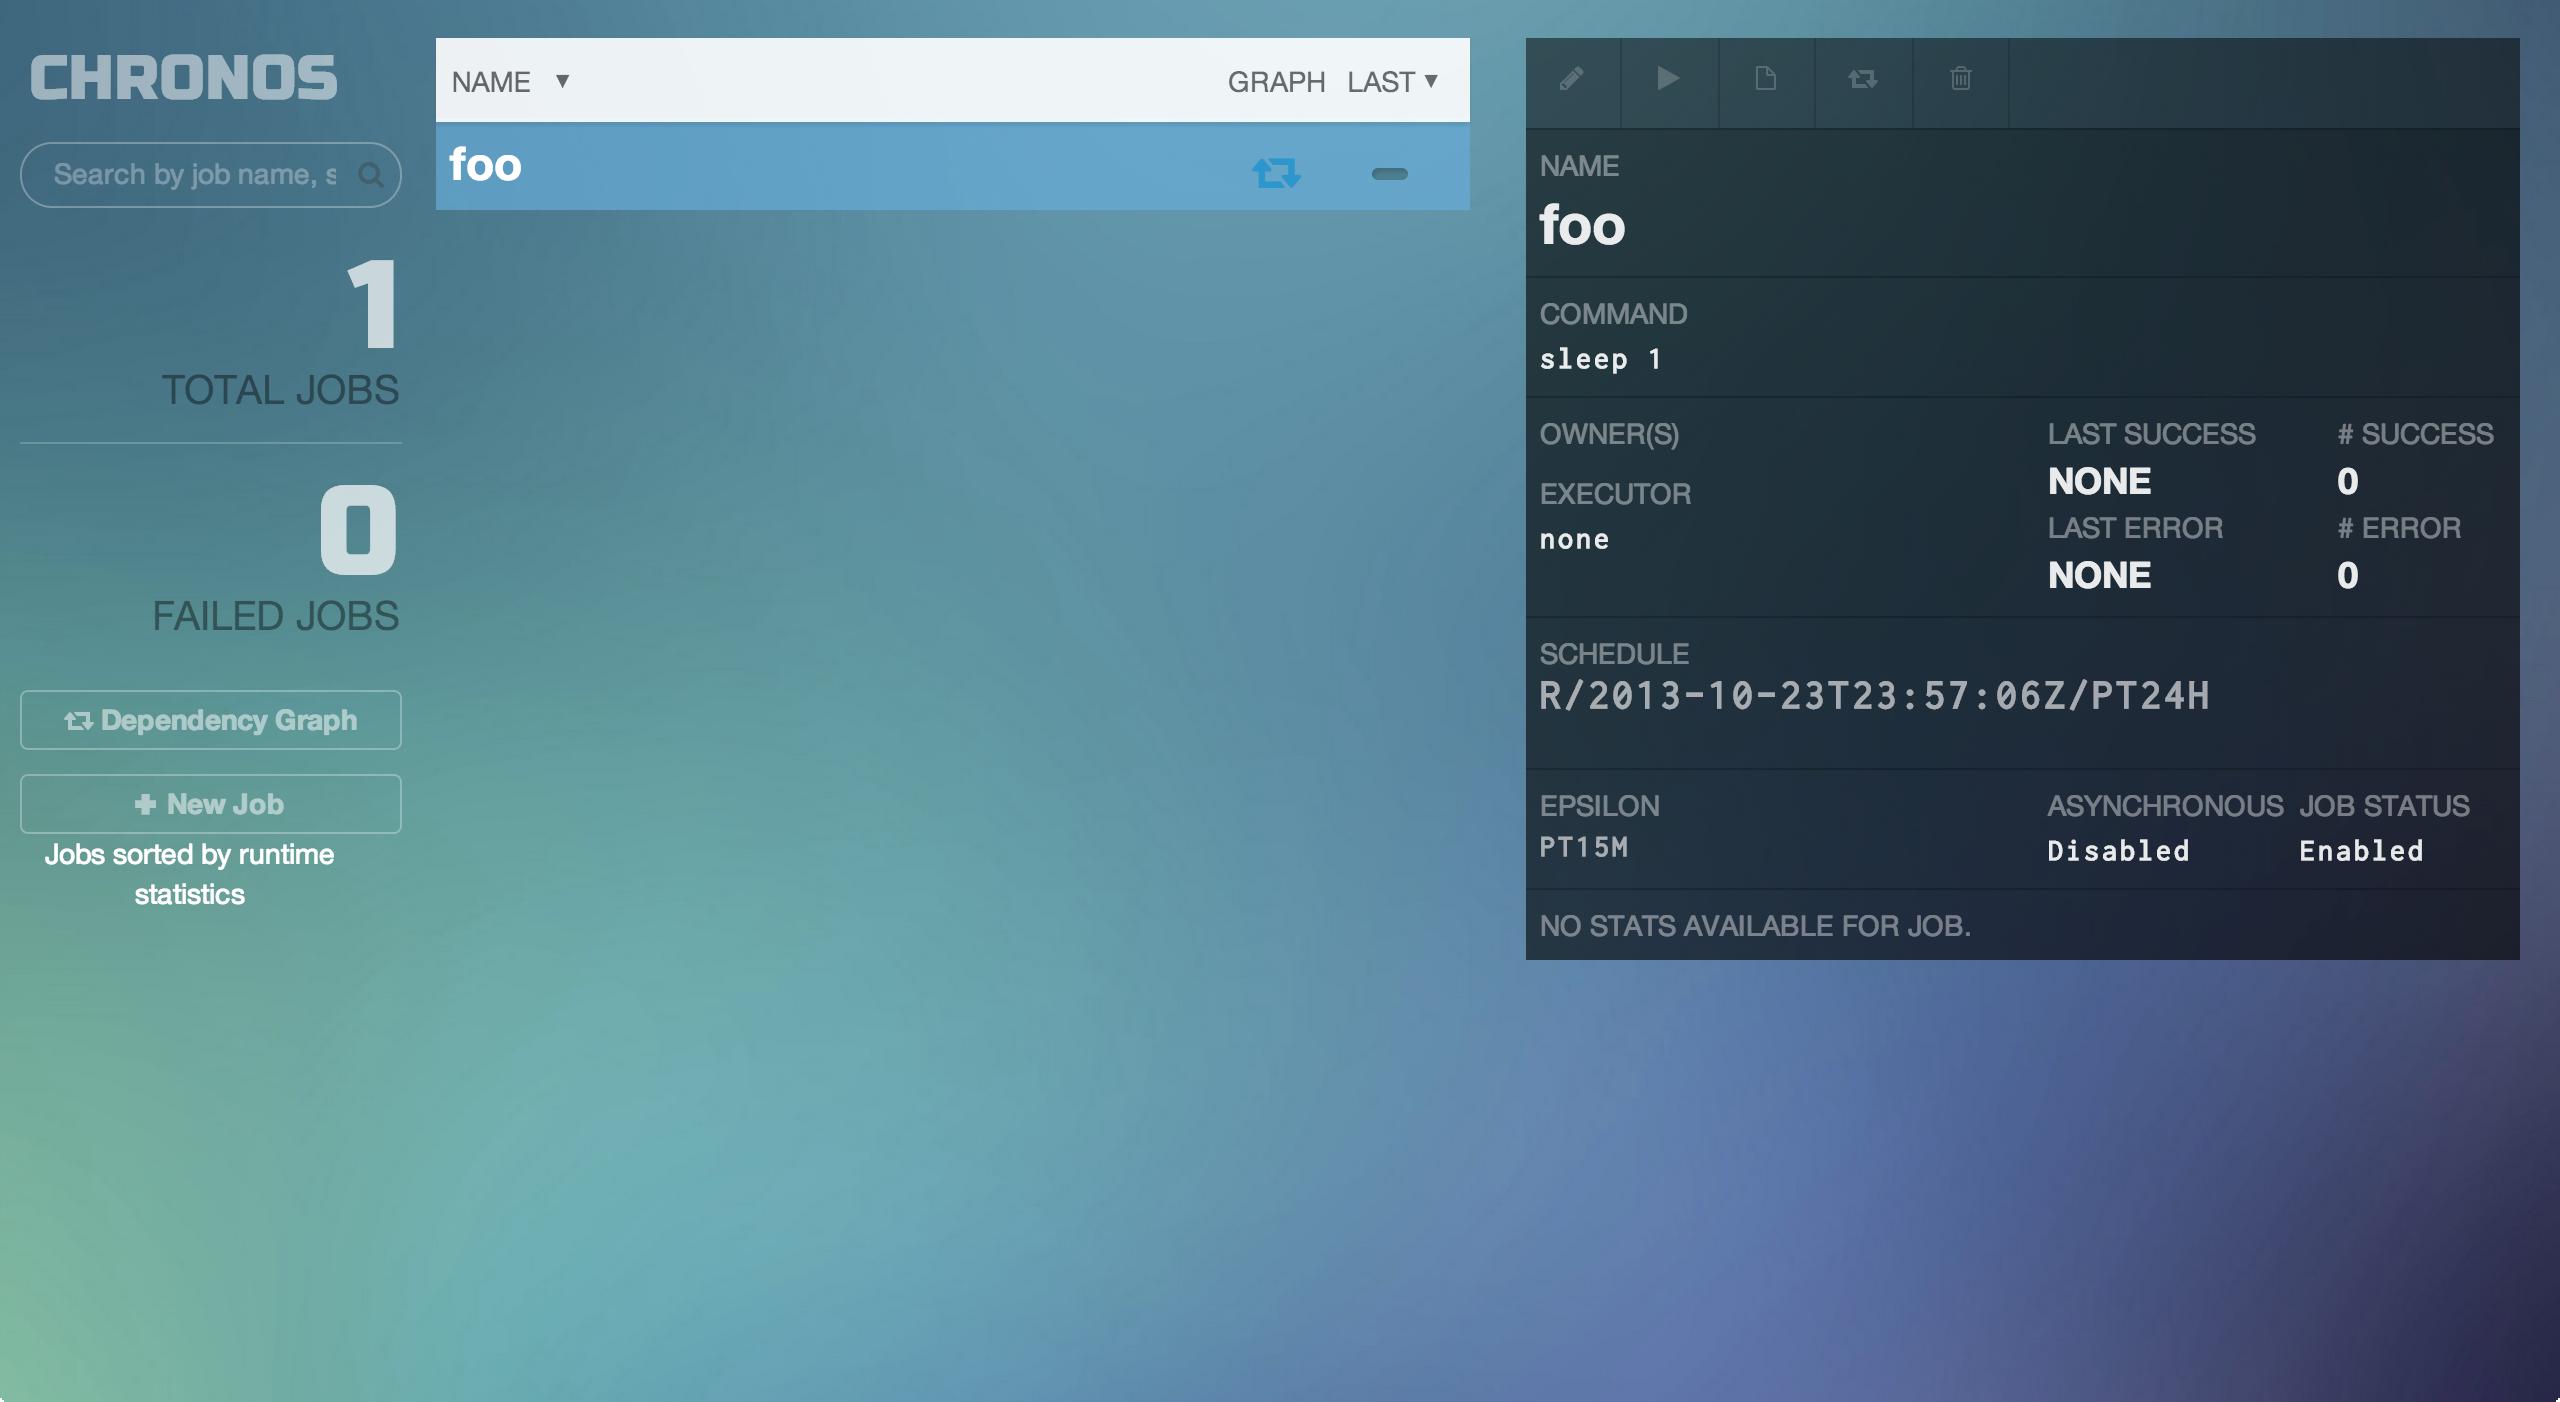 CHRONOS
Search by job name, s
1
TOTAL JOBS
0
FAILED JOBS
Dependency Graph
New Job
Jobs sorted by runtime
statistics
NAME ▼ GRAPH LAST ▼
foo
NAME
foo
COMMAND
sleep 1
OWNER(S)
EXECUTOR
none
LAST SUCCESS # SUCCESS
NONE 0
LAST ERROR # ERROR
NONE 0
SCHEDULE
R/2013-10-23T23:57:06Z/PT24H
EPSILON ASYNCHRONOUS JOB STATUS
PT15M Disabled Enabled
NO STATS AVAILABLE FOR JOB.